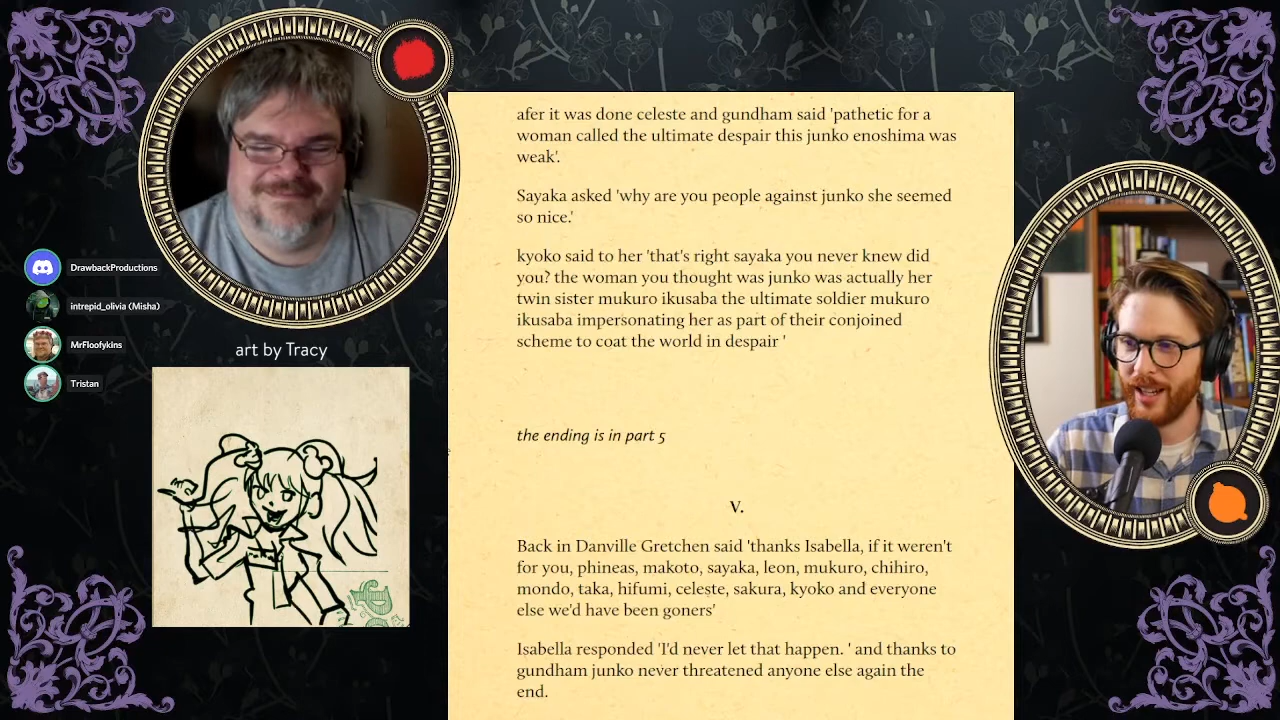 afer it was done celeste and gundham said 'pathetic for a
woman called the ultimate despair this junko enoshima was
weak'.
Sayaka asked 'why are you people against junko she seemed
so nice.'
kyoko said to her 'that's right sayaka you never knew did
you? the woman you thought was junko was actually her
twin sister mukuro ikusaba the ultimate soldier mukuro
ikusaba impersonating her as part of their conjoined
scheme to coat the world in despair '
the ending is in part 5
V.
Back in Danville Gretchen said 'thanks Isabella, if it weren't
for you, phineas, makoto, sayaka, leon, mukuro, chihiro,
mondo, taka, hifumi, celeste, sakura, kyoko and everyone
else we'd have been goners'
Isabella responded 'I'd never let that happen. ' and thanks to
gundham junko never threatened anyone else again the
end.
DrawbackProductions
intrepid_olivia (Misha)
MrFloofykins
Tristan
art by Tracy